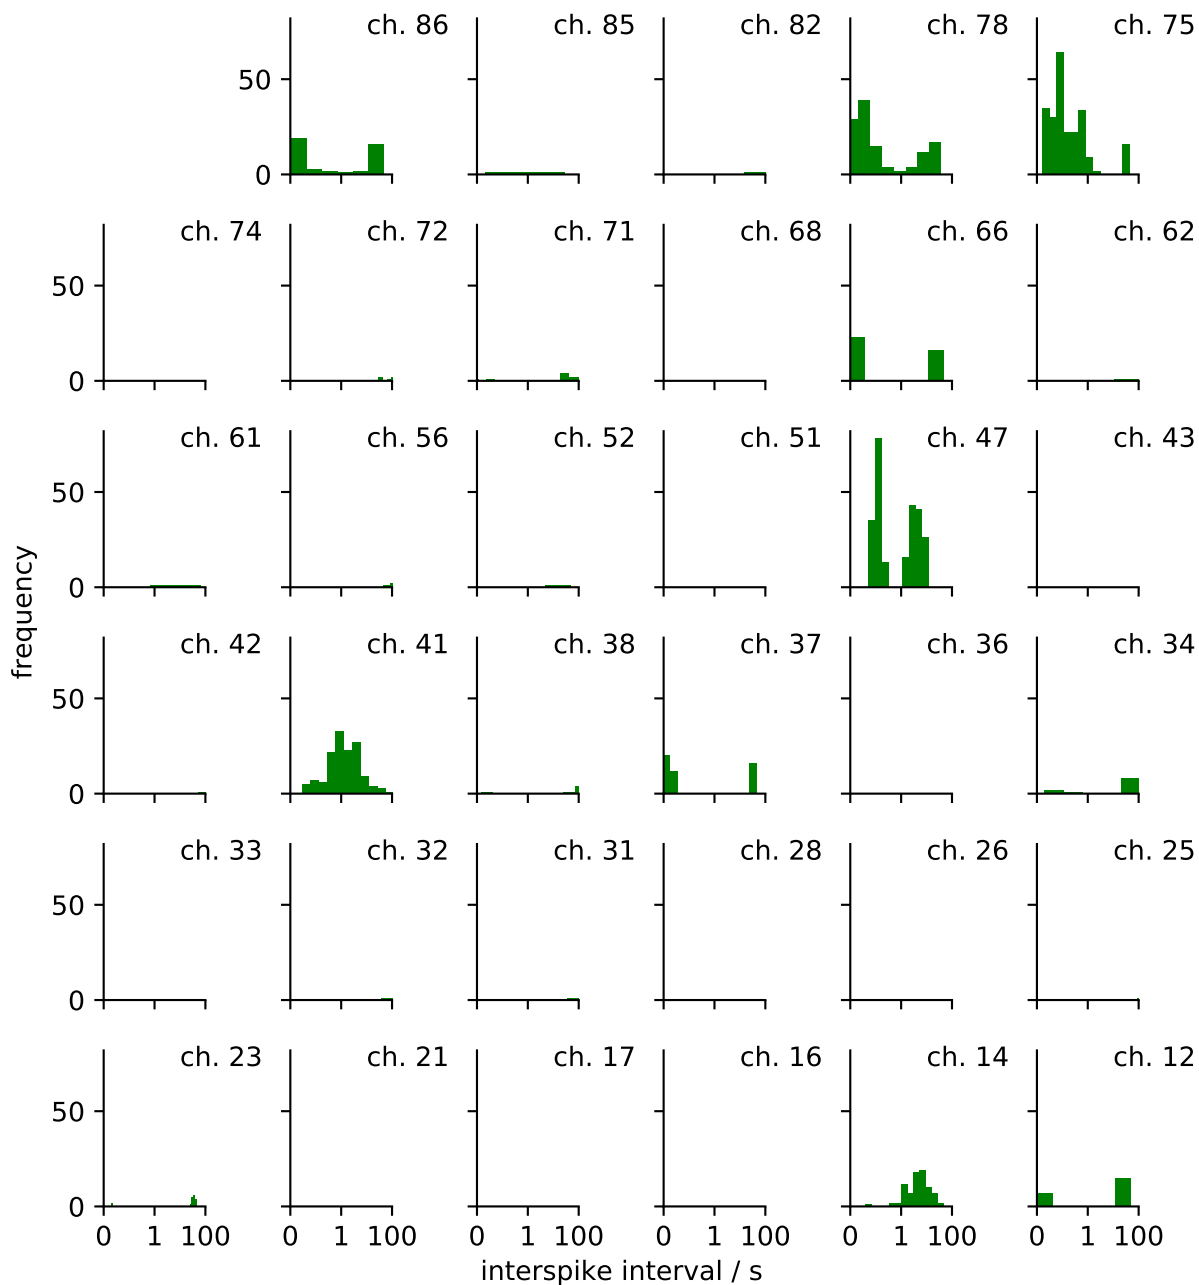 ch. 86 ch. 85 ch. 82 ch. 78 ch. 75
50
0
ch. 74 ch. 72 ch. 71 ch. 68 ch. 66 ch. 62
50
0
ch. 61 ch. 56 ch. 52 ch. 51 ch. 47 ch. 43
50
0
frequency
ch. 42 ch. 41 ch. 38 ch. 37 ch. 36 ch. 34
50
0
ch. 33 ch. 32 ch. 31 ch. 28 ch. 26 ch. 25
50
0
ch. 23 ch. 21 ch. 17 ch. 16 ch. 14 ch. 12
50
0
0 1 100 0 1 100 0 1 100 0 1 100 0 1 100 0 1 100
interspike interval / s